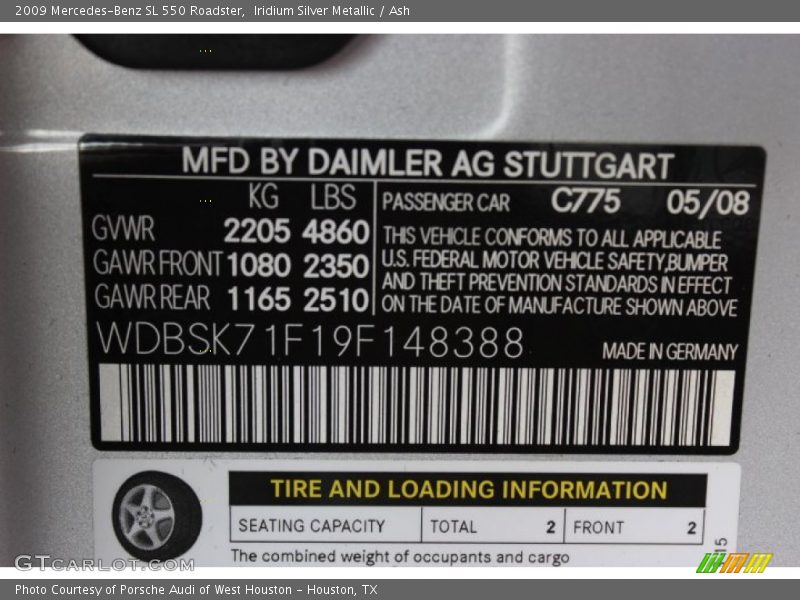 2009 Mercedes-Benz SL 550 Roadster,  Iridium Silver Metallic / Ash
MFD BY DAIMLER AG STUTTGART
KG LBS
GVWR 2205 4860
GAWR FRONT 1080 2350
GAWR REAR 1165 2510
PASSENGER CAR C775 05/08
THIS VEHICLE CONFORMS TO ALL APPLICABLE
U.S. FEDERAL MOTOR VEHICLE SAFETY,BUMPER
AND THEFT PREVENTION STANDARDS IN EFFECT
ON THE DATE OF MANUFACTURE SHOWN ABOVE
WDBSK71F19F148388
MADE IN GERMANY
TIRE AND LOADING INFORMATION
SEATING CAPACITY TOTAL 2 FRONT 2
The combined weight of occupants and cargo
GTcarlot.com
Photo Courtesy of Porsche Audi of West Houston - Houston, TX